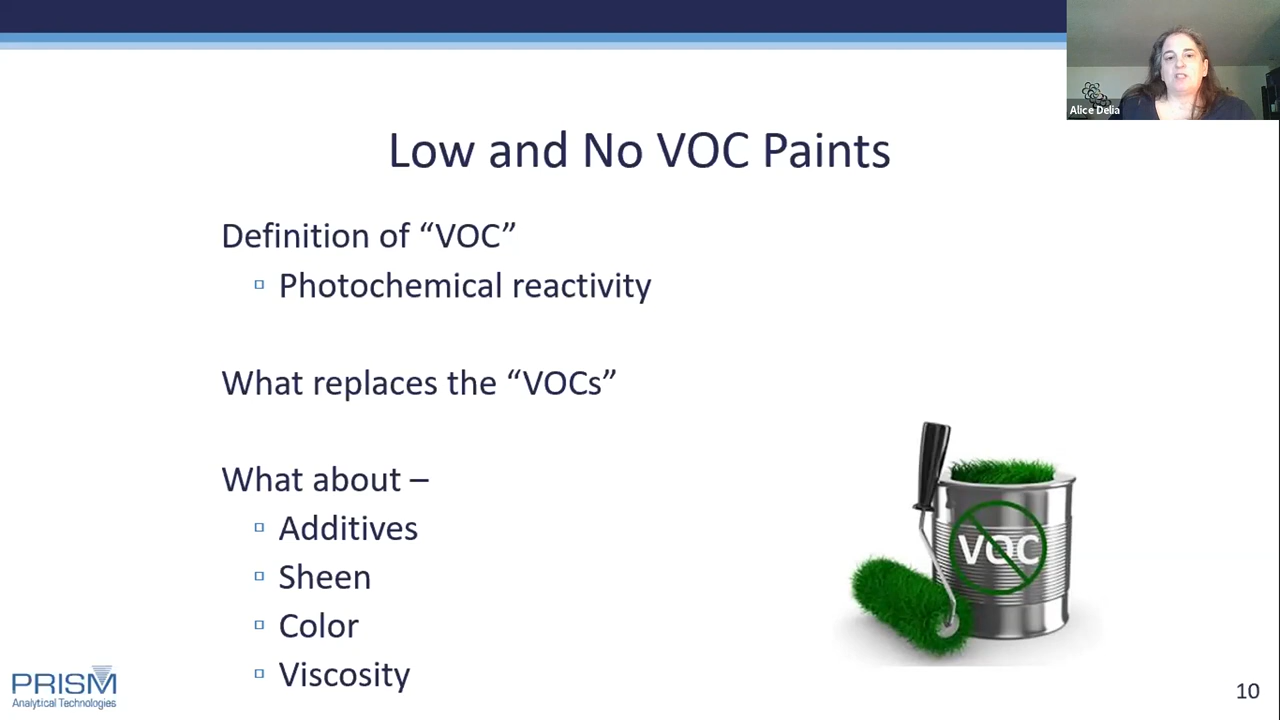 Alice Delia
Low and No VOC Paints
Definition of “VOC”
Photochemical reactivity
What replaces the “VOCs”
What about –
Additives
Sheen
Color
Viscosity
VOC
PRISM
Analytical Technologies
10